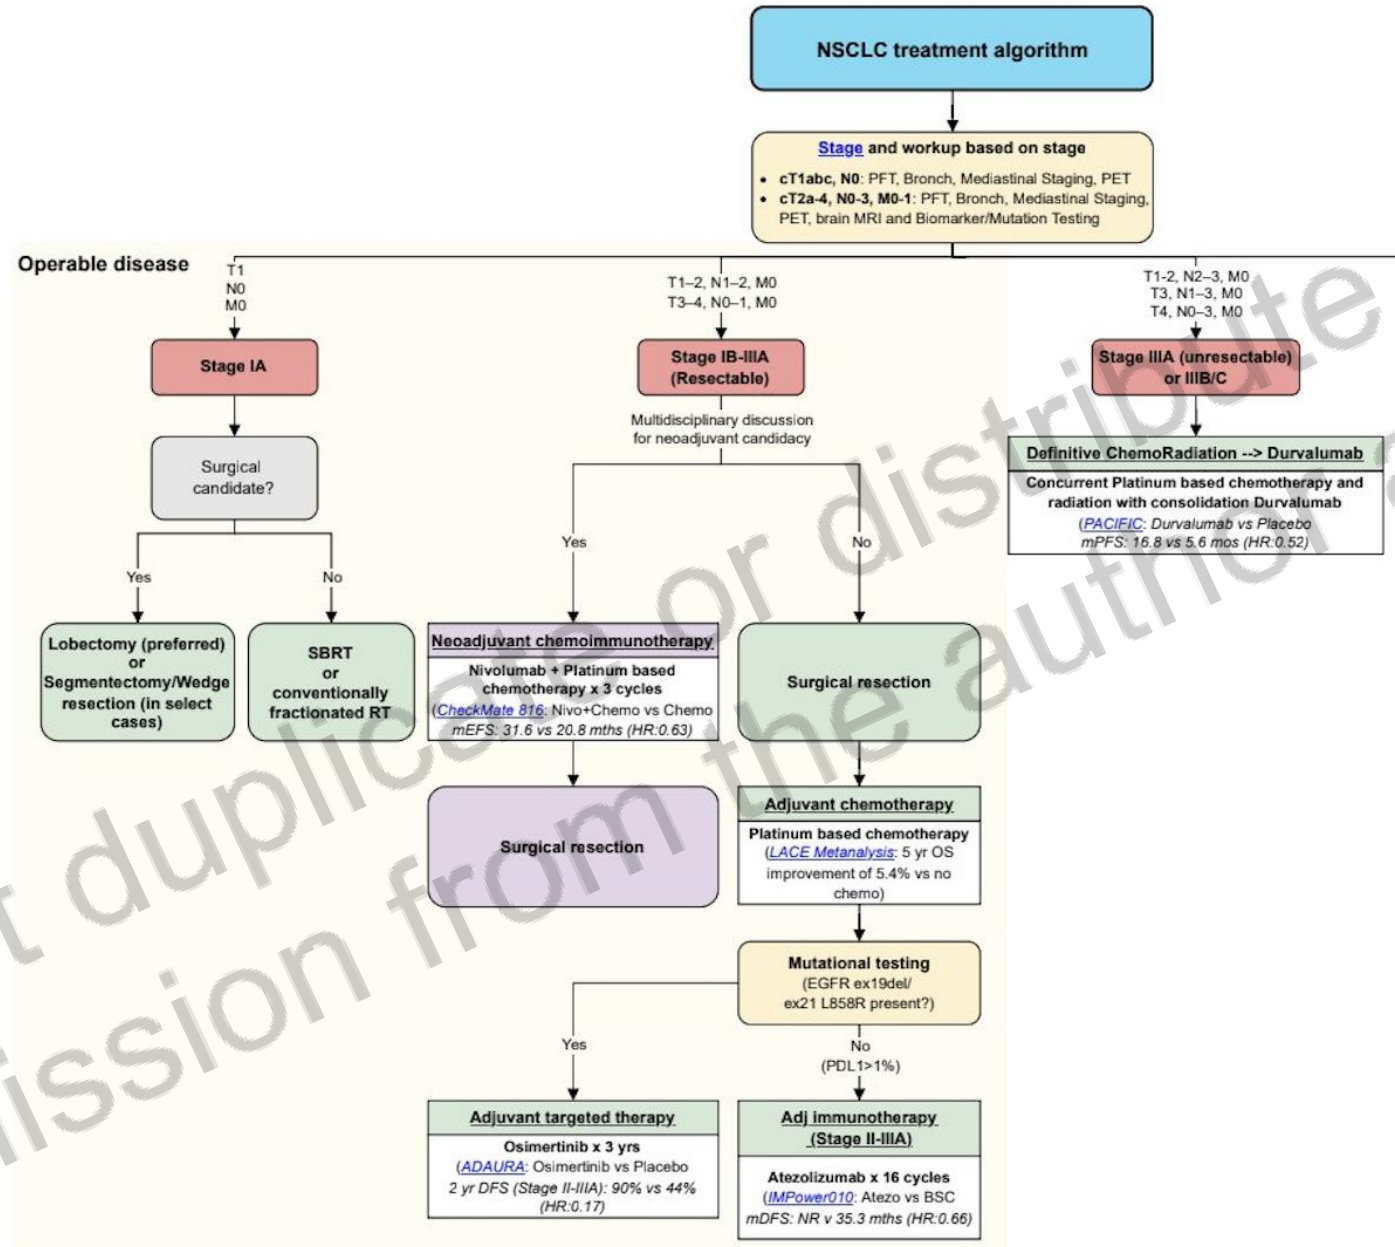 NSCLC treatment algorithm
Stage and workup based on stage
• cT1abc, N0: PFT, Bronch, Mediastinal Staging, PET
• cT2a-4, N0-3, M0-1: PFT, Bronch, Mediastinal Staging,
PET, brain MRI and Biomarker/Mutation Testing
Operable disease
T1
N0
M0
Stage IA
Surgical
candidate?
Yes
No
Lobectomy (preferred)
or
Segmentectomy/Wedge
resection (in select
cases)
SBRT
or
conventionally
fractionated RT
T1–2, N1–2, M0
T3–4, N0–1, M0
Stage IB-IIIA
(Resectable)
Multidisciplinary discussion
for neoadjuvant candidacy
Yes
No
Neoadjuvant chemoimmunotherapy
Nivolumab + Platinum based
chemotherapy x 3 cycles
(CheckMate 816: Nivo+Chemo vs Chemo
mEFS: 31.6 vs 20.8 mths (HR:0.63)
Surgical resection
Surgical resection
Adjuvant chemotherapy
Platinum based chemotherapy
(LACE Metanalysis: 5 yr OS
improvement of 5.4% vs no
chemo)
Mutational testing
(EGFR ex19del/
ex21 L858R present?)
Yes
No
(PDL1>1%)
Adjuvant targeted therapy
Osimertinib x 3 yrs
(ADAURA: Osimertinib vs Placebo
2 yr DFS (Stage II-IIIA): 90% vs 44%
(HR:0.17)
Adj immunotherapy
(Stage II-IIIA)
Atezolizumab x 16 cycles
(IMPower010: Atezo vs BSC
mDFS: NR v 35.3 mths (HR:0.66)
T1-2, N2–3, M0
T3, N1–3, M0
T4, N0–3, M0
Stage IIIA (unresectable)
or IIIB/C
Definitive ChemoRadiation --> Durvalumab
Concurrent Platinum based chemotherapy and
radiation with consolidation Durvalumab
(PACIFIC: Durvalumab vs Placebo
mPFS: 16.8 vs 5.6 mos (HR:0.52)
duplicate or distribute
from the author